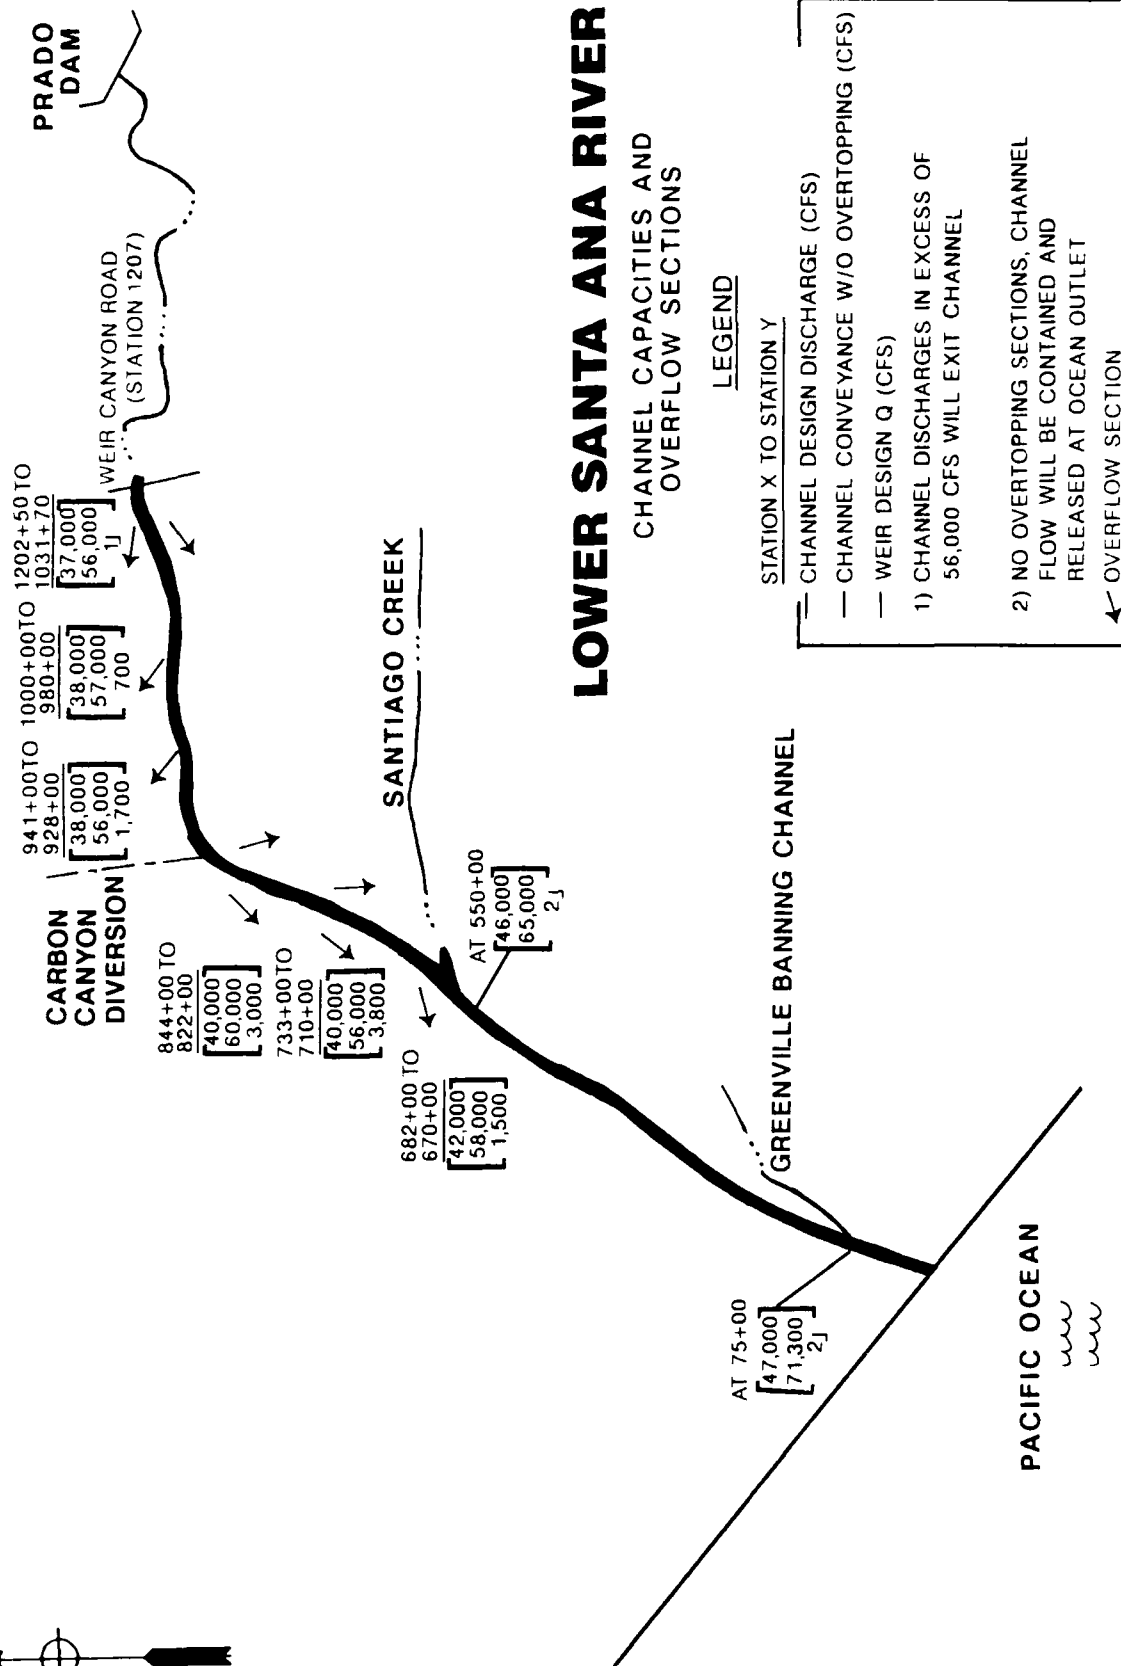 PRADO
DAM
WEIR CANYON ROAD
(STATION 1207)
1202+50 TO
1031+70
37,000
56,000
1
1000+00 TO
980+00
38,000
57,000
700
941+00 TO
928+00
38,000
56,000
1,700
CARBON
CANYON
DIVERSION
844+00 TO
822+00
40,000
60,000
3,000
733+00 TO
710+00
40,000
56,000
3,800
SANTIAGO CREEK
682+00 TO
670+00
42,000
58,000
1,500
AT 550+00
46,000
65,000
2
GREENVILLE BANNING CHANNEL
AT 75+00
47,000
71,300
2
PACIFIC OCEAN
LOWER SANTA ANA RIVER
CHANNEL CAPACITIES AND
OVERFLOW SECTIONS
LEGEND
STATION X TO STATION Y
CHANNEL DESIGN DISCHARGE (CFS)
CHANNEL CONVEYANCE W/O OVERTOPPING (CFS)
WEIR DESIGN Q (CFS)
1) CHANNEL DISCHARGES IN EXCESS OF
56,000 CFS WILL EXIT CHANNEL
2) NO OVERTOPPING SECTIONS, CHANNEL
FLOW WILL BE CONTAINED AND
RELEASED AT OCEAN OUTLET
OVERFLOW SECTION